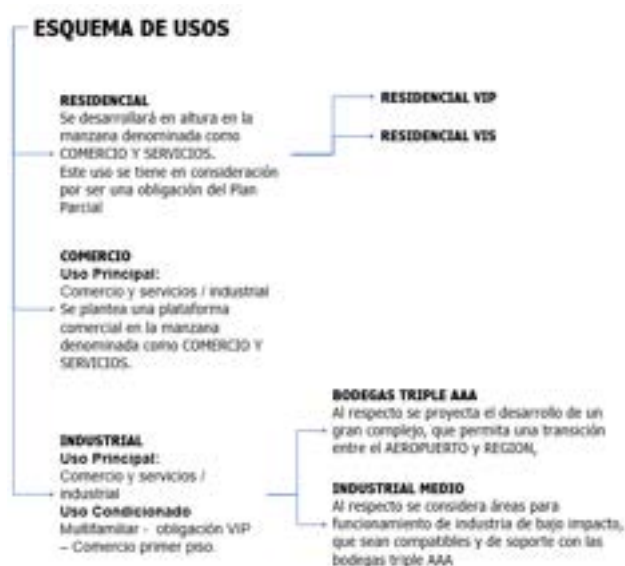 ESQUEMA DE USOS
RESIDENCIAL
Se desarrollará en altura en la
manzana denominada como
COMERCIO Y SERVICIOS.
Este uso se tiene en consideración
por ser una obligación del Plan
Parcial
RESIDENCIAL VIP
RESIDENCIAL VIS
COMERCIO
Uso Principal:
Comercio y servicios / industrial
Se plantea una plataforma
comercial en la manzana
denominada como COMERCIO Y
SERVICIOS.
INDUSTRIAL
Uso Principal:
Comercio y servicios /
industrial
Uso Condicionado
Multifamiliar - obligación VIP
– Comercio primer piso.
BODEGAS TRIPLE AAA
Al respecto se proyecta el desarrollo de un
gran complejo, que permita una transición
entre el AEROPUERTO y REGION,
INDUSTRIAL MEDIO
Al respecto se considera áreas para
funcionamiento de industria de bajo impacto,
que sean compatibles y de soporte con las
bodegas triple AAA